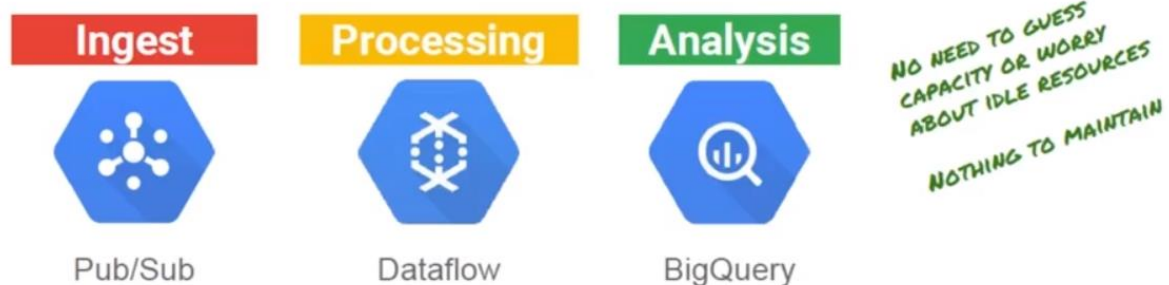 Ingest
Processing
Analysis
Pub/Sub
Dataflow
BigQuery
NO NEED TO GUESS
CAPACITY OR WORRY
ABOUT IDLE RESOURCES
NOTHING TO MAINTAIN